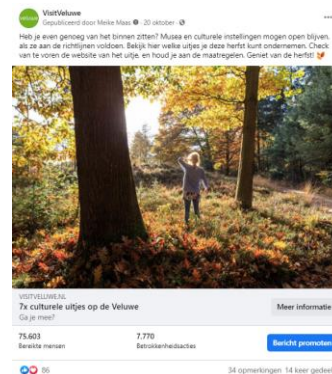 VisitVeluwe
Gepubliceerd door Meike Maas · 20 oktober ·
Heb je even genoeg van het binnen zitten? Musea en culturele instellingen mogen open blijven,
als ze aan de richtlijnen voldoen. Bekijk hier welke uitjes je deze herfst kunt ondernemen. Check
van te voren de website van het uitje, en houd je aan de maatregelen. Geniet van de herfst!
VISITVELUWE.NL
7x culturele uitjes op de Veluwe
Ga je mee?
Meer informatie
75.603
Bereikte mensen
7.770
Betrokkenheidsacties
Bericht promoten
86
34 opmerkingen 14 keer gedeel